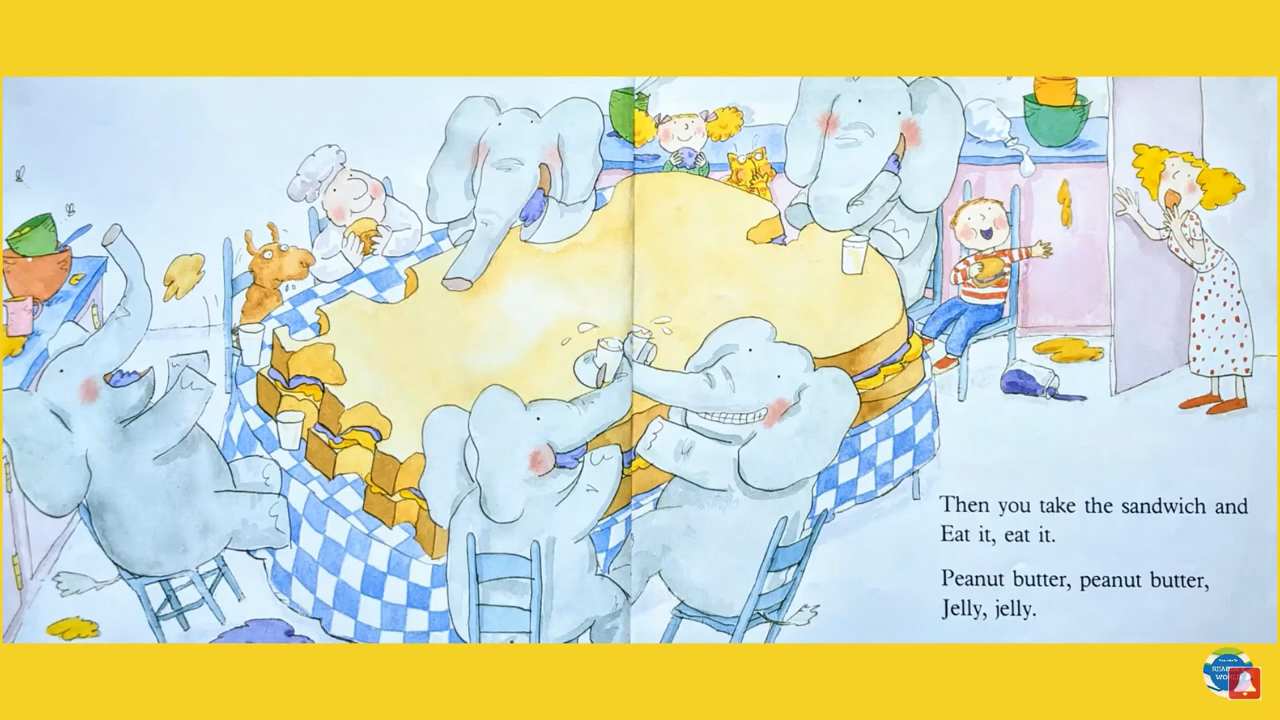 Then you take the sandwich and
Eat it, eat it.
Peanut butter, peanut butter,
Jelly, jelly.